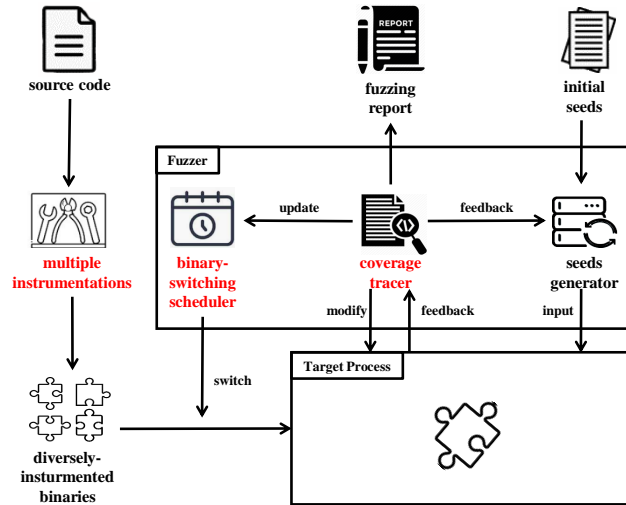 REPORT
source code
fuzzing
report
initial
seeds
Fuzzer
update
feedback
multiple
instrumentations
binary-
switching
scheduler
coverage
tracer
seeds
generator
modify
feedback
input
Target Process
switch
diversely-
insturmented
binaries